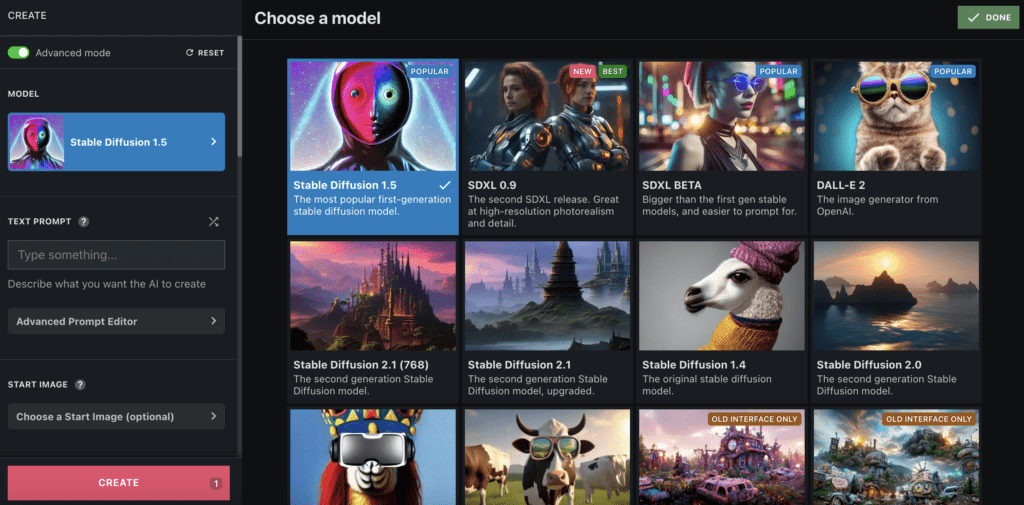 CREATE
Advanced mode
RESET
MODEL
Stable Diffusion 1.5
TEXT PROMPT ?
Type something...
Describe what you want the AI to create
Advanced Prompt Editor
START IMAGE ?
Choose a Start Image (optional)
CREATE 1
Choose a model
DONE
POPULAR
Stable Diffusion 1.5
The most popular first-generation
stable diffusion model.
NEW BEST
SDXL 0.9
The second SDXL release. Great
at high-resolution photorealism
and detail.
POPULAR
SDXL BETA
Bigger than the first gen stable
models, and easier to prompt for.
POPULAR
DALL-E 2
The image generator from
OpenAI.
Stable Diffusion 2.1 (768)
The second generation Stable
Diffusion model.
Stable Diffusion 2.1
The second generation Stable
Diffusion model, upgraded.
Stable Diffusion 1.4
The original stable diffusion
model.
Stable Diffusion 2.0
The second generation Stable
Diffusion model.
OLD INTERFACE ONLY
OLD INTERFACE ONLY